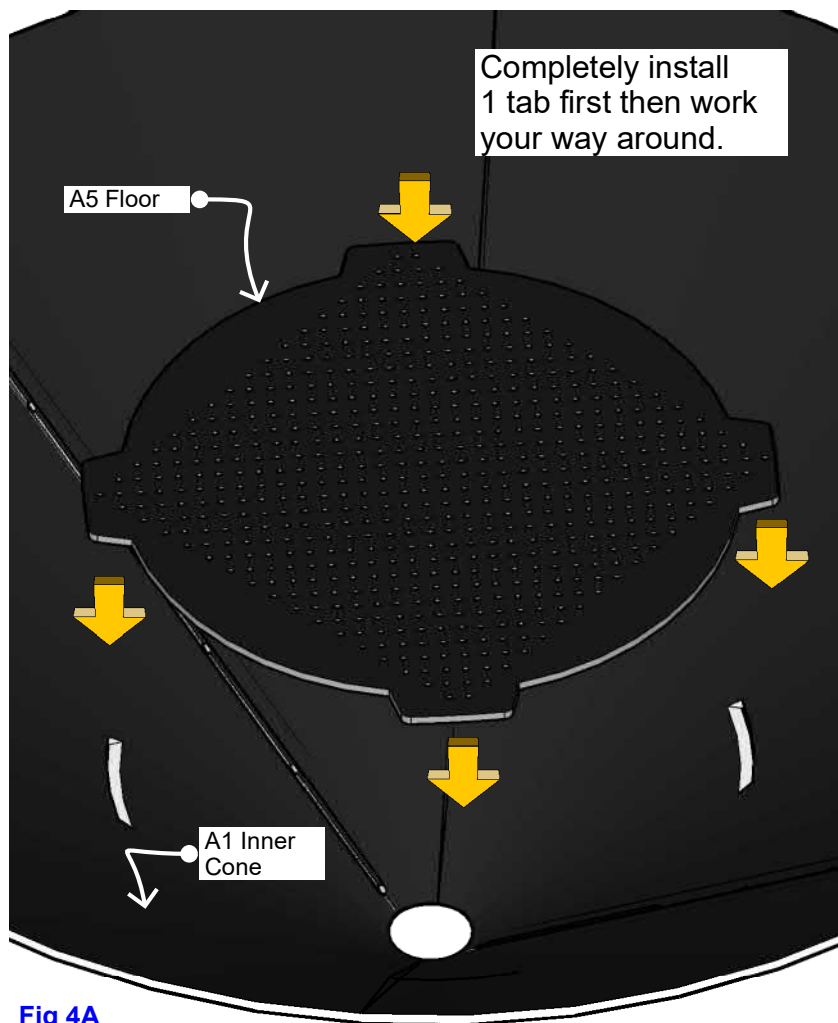 Completely install
1 tab first then work
your way around.
A5 Floor
A1 Inner
Cone
Fig 4A